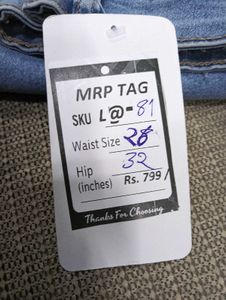 MRP TAG
SKU L@-81
Waist Size 28
Hip 32
(inches) Rs. 799/
Thanks For Choosing